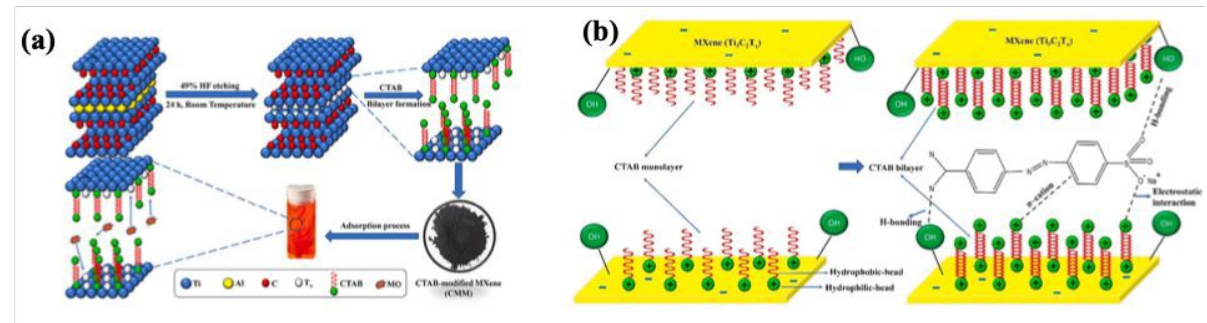 (a)
49% HF etching
24 h, Room Temperature
CTAB
Bilayer formation
Adsorption process
CTAB-modified MXene
(CMM)
Ti
Al
C
Tₓ
CTAB
MO
(b)
MXene (Ti₃C₂Tₓ)
HO
OH
CTAB monolayer
OH
OH
Hydrophobic-head
Hydrophilic-head
MXene (Ti₃C₂Tₓ)
HO
OH
H-bonding
CTAB bilayer
N
N
N
N
S
O
O
O⁻
Na⁺
π-cation
Electrostatic
interaction
H-bonding
OH
OH